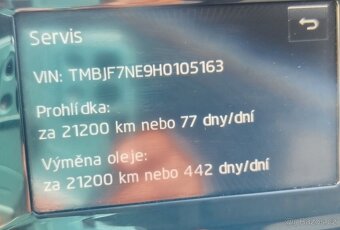 Servis
VIN: TMBJF7NE9H0105163
Prohlídka:
za 21200 km nebo 77 dny/dní
Výměna oleje:
za 21200 km nebo 442 dny/dní